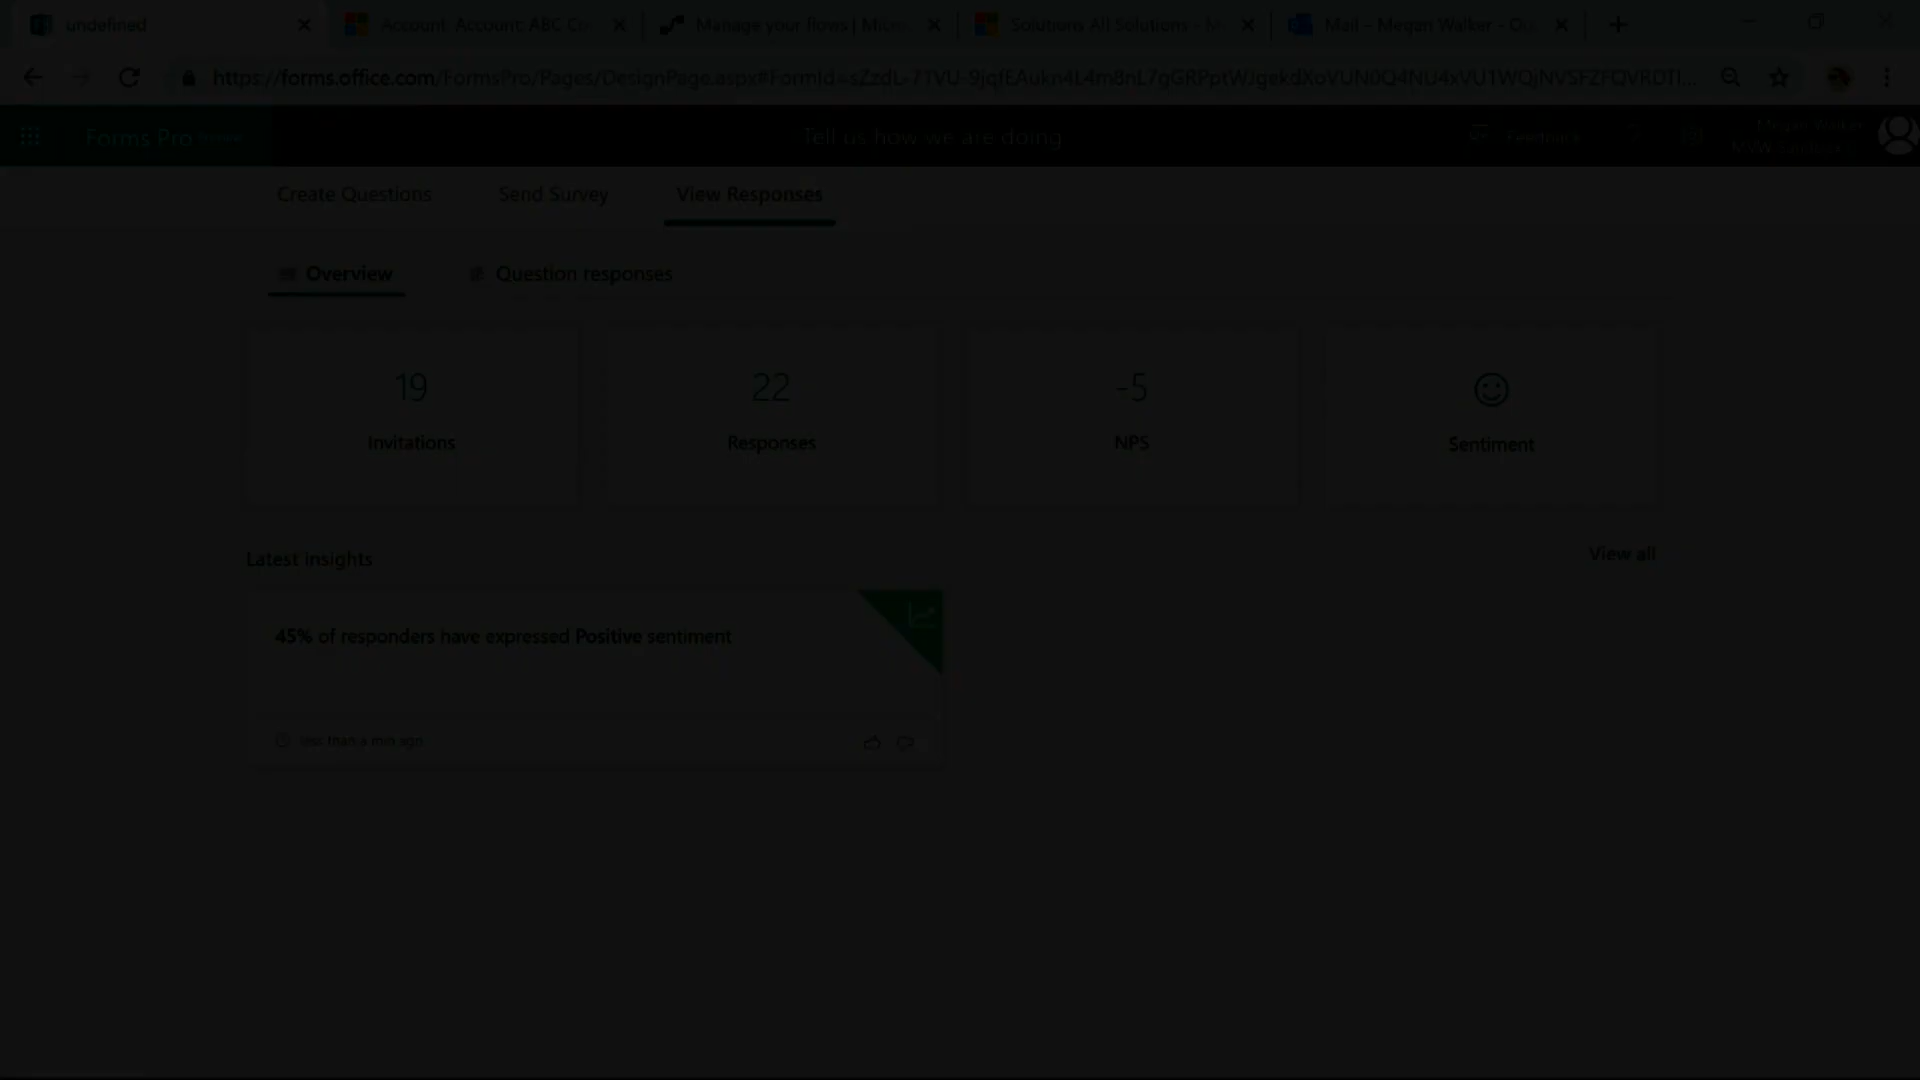 undefined
Account: Account: ABC Co
Manage your flows | Micro
Solutions All Solutions - M
Mail – Megan Walker - Ou
https://forms.office.com/FormsPro/Pages/DesignPage.aspx#FormId=
Forms Pro
Tell us how we are doing
Feedback
Megan Walker
Create Questions
Send Survey
View Responses
Overview
Question responses
19
22
-5
Invitations
Responses
NPS
Sentiment
Latest insights
View all
45% of responders have expressed Positive sentiment
less than a min ago